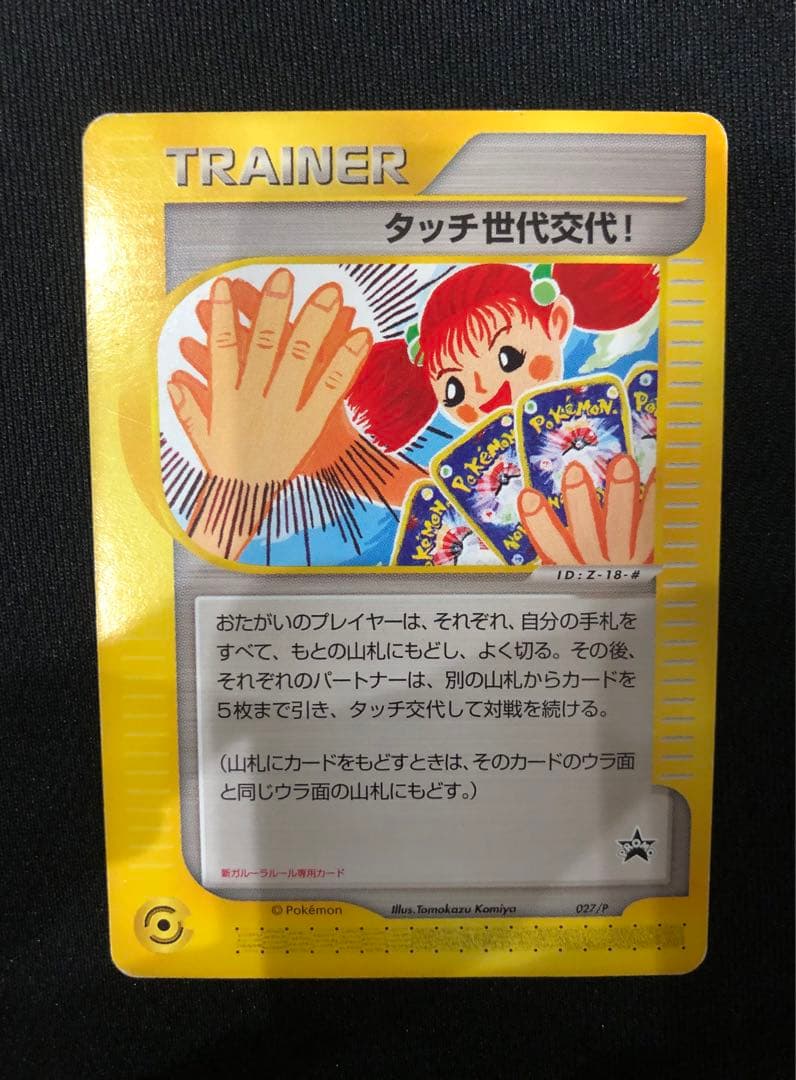 TRAINER
タッチ世代交代！
POKéMON
POKéMON
POKéMON
ID:Z-18-#
おたがいのプレイヤーは、それぞれ、自分の手札を
すべて、もとの山札にもどし、よく切る。その後、
それぞれのパートナーは、別の山札からカードを
5枚まで引き、タッチ交代して対戦を続ける。
（山札にカードをもどすときは、そのカードのウラ面
と同じウラ面の山札にもどす。）
PROMO
新ガルーラルール専用カード
© Pokémon
Illus.Tomokazu Komiya
027/P